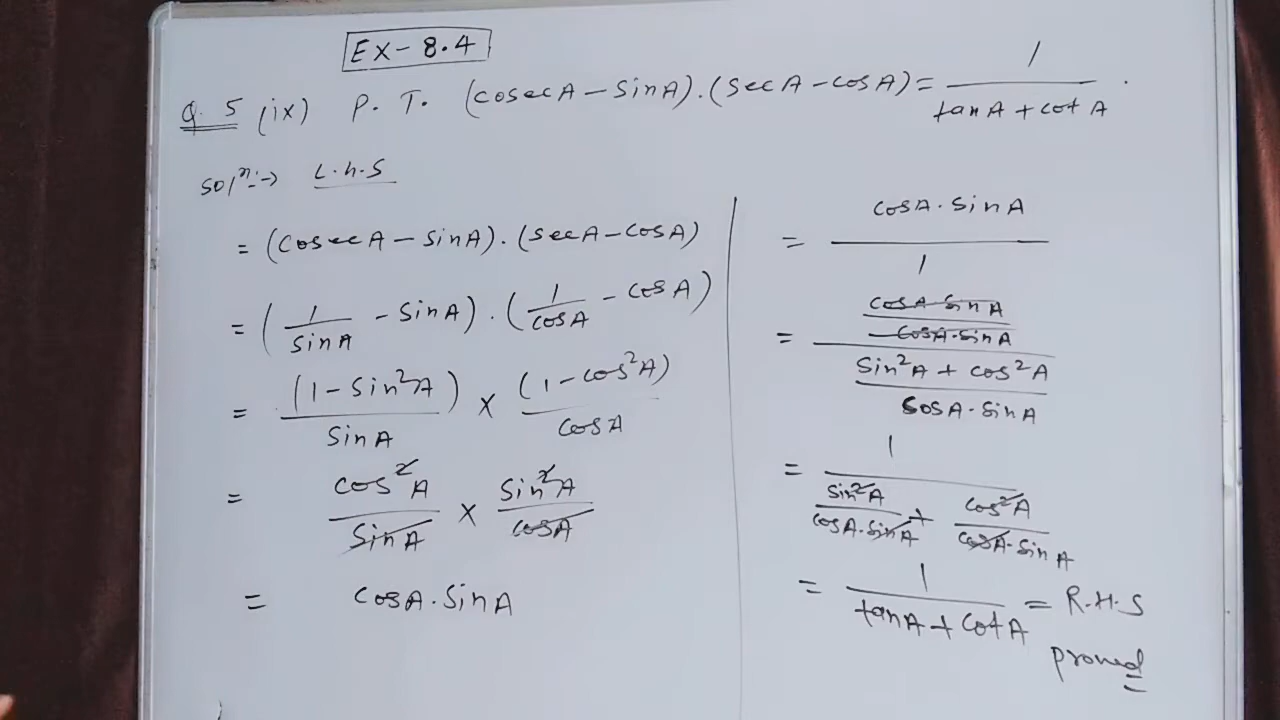 EX-8.4
Q.5 (ix) P. T. (cosecA - sinA).(secA - cosA) = 1/(tanA + cotA).
Solⁿ:→ L.h.S
= (cosecA - sinA).(secA - cosA)
= (1/sinA - sinA).(1/cosA - cosA)
= (1-sin²A)/sinA × (1-cos²A)/cosA
= cos²A/sinA × sin²A/cosA
= cosA.sinA
= cosA.sinA/1
= (cosA.sinA/cosA.sinA)/((sin²A + cos²A)/cosA.sinA)
= 1/(sin²A/cosA.sinA + cos²A/cosA.sinA)
= 1/(tanA + cotA) = R.H.S
proved